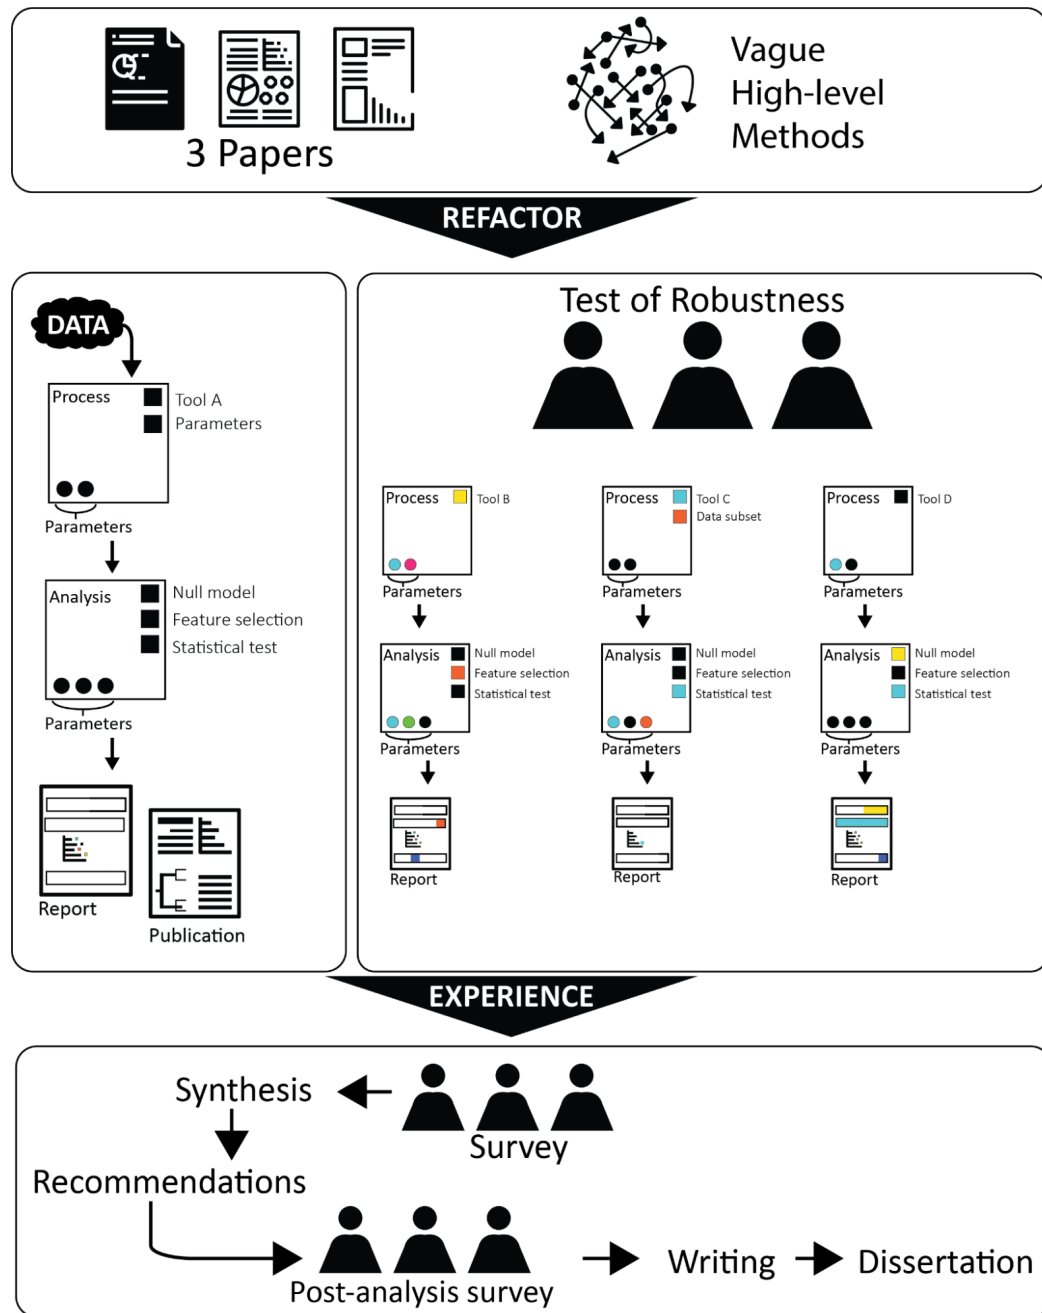 3 Papers
Vague
High-level
Methods
REFACTOR
DATA
Process
Tool A
Parameters
Parameters
Analysis
Null model
Feature selection
Statistical test
Parameters
Report
Publication
Test of Robustness
Process
Tool B
Parameters
Analysis
Null model
Feature selection
Statistical test
Parameters
Report
Process
Tool C
Data subset
Parameters
Analysis
Null model
Feature selection
Statistical test
Parameters
Report
Process
Tool D
Parameters
Analysis
Null model
Feature selection
Statistical test
Parameters
Report
EXPERIENCE
Synthesis
Survey
Recommendations
Post-analysis survey
Writing
Dissertation